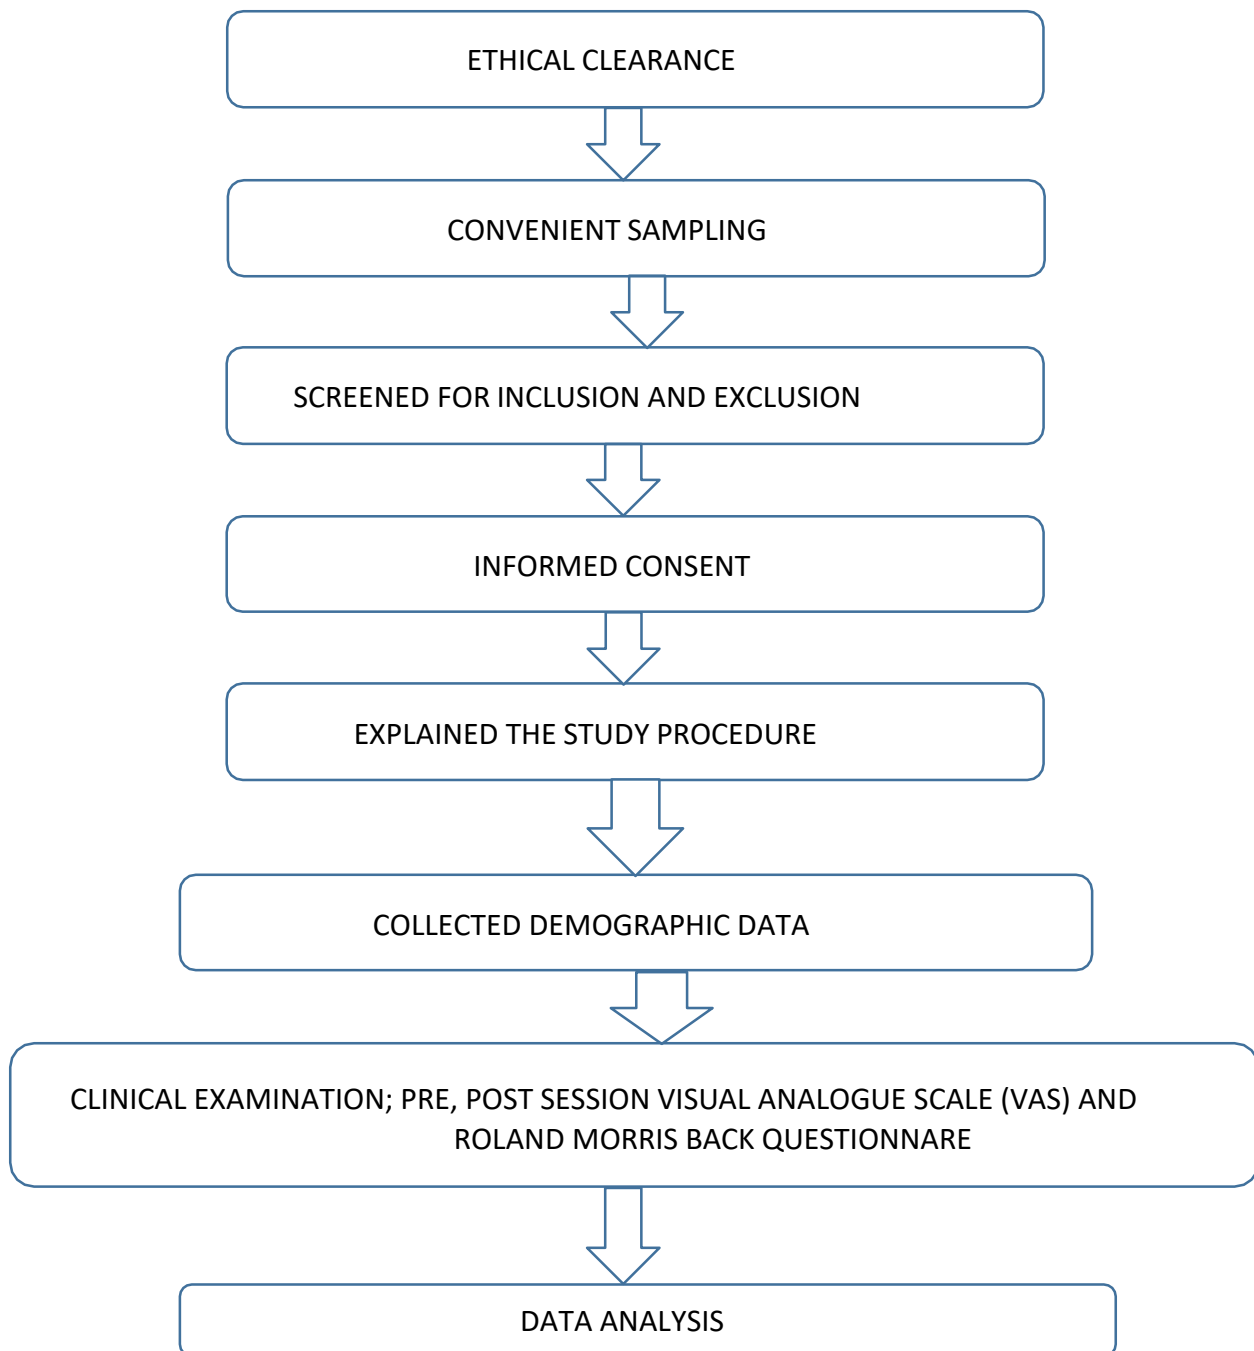 ETHICAL CLEARANCE
CONVENIENT SAMPLING
SCREENED FOR INCLUSION AND EXCLUSION
INFORMED CONSENT
EXPLAINED THE STUDY PROCEDURE
COLLECTED DEMOGRAPHIC DATA
CLINICAL EXAMINATION; PRE, POST SESSION VISUAL ANALOGUE SCALE (VAS) AND
ROLAND MORRIS BACK QUESTIONNARE
DATA ANALYSIS